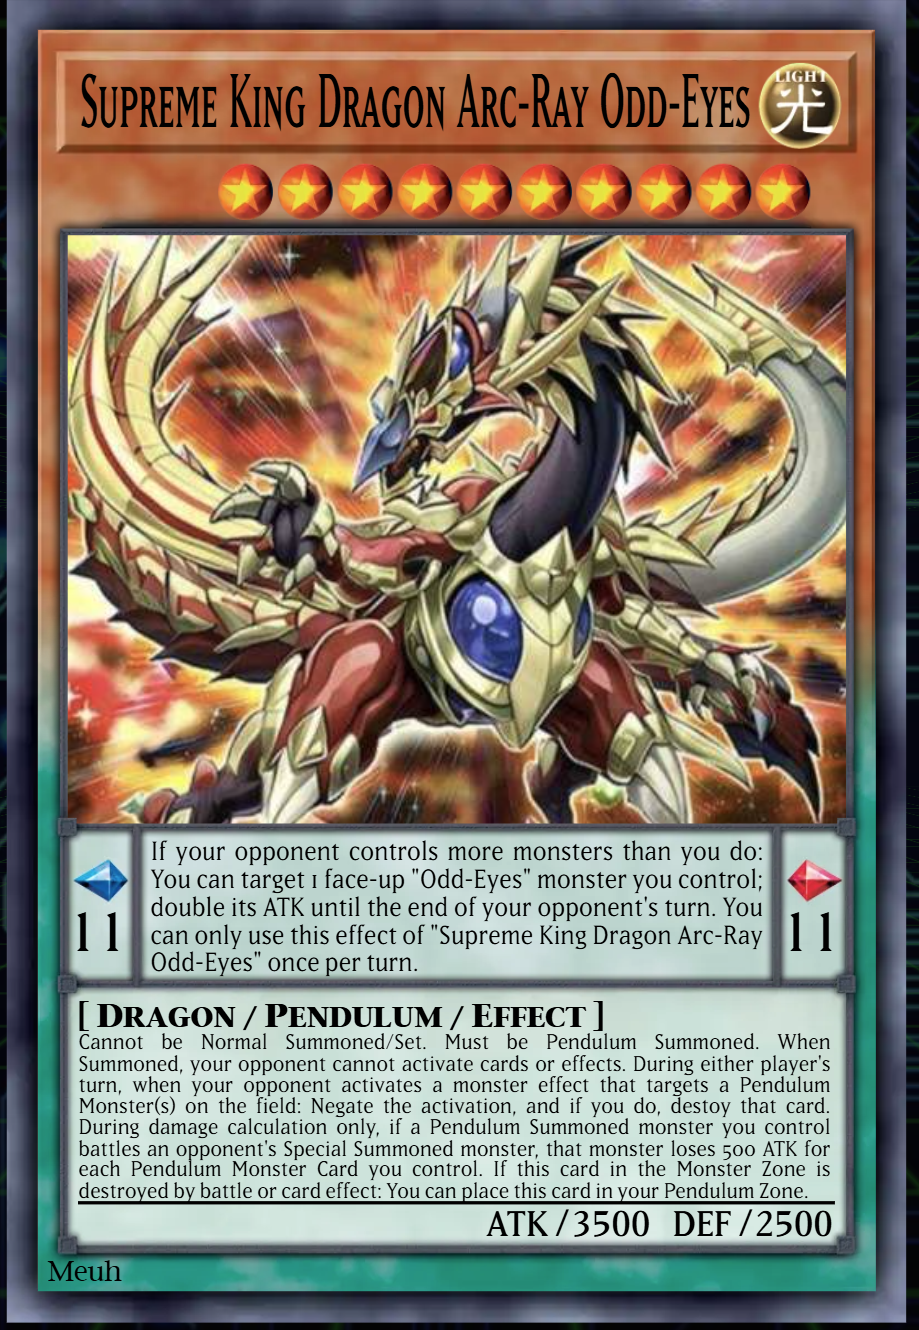 Supreme King Dragon Arc-Ray Odd-Eyes
LIGHT
光
If your opponent controls more monsters than you do:
You can target 1 face-up "Odd-Eyes" monster you control;
double its ATK until the end of your opponent's turn. You
can only use this effect of "Supreme King Dragon Arc-Ray
Odd-Eyes" once per turn.
11
11
[ Dragon / Pendulum / Effect ]
Cannot be Normal Summoned/Set. Must be Pendulum Summoned. When
Summoned, your opponent cannot activate cards or effects. During either player's
turn, when your opponent activates a monster effect that targets a Pendulum
Monster(s) on the field: Negate the activation, and if you do, destoy that card.
During damage calculation only, if a Pendulum Summoned monster you control
battles an opponent's Special Summoned monster, that monster loses 500 ATK for
each Pendulum Monster Card you control. If this card in the Monster Zone is
destroyed by battle or card effect: You can place this card in your Pendulum Zone.
ATK/3500 DEF/2500
Meuh